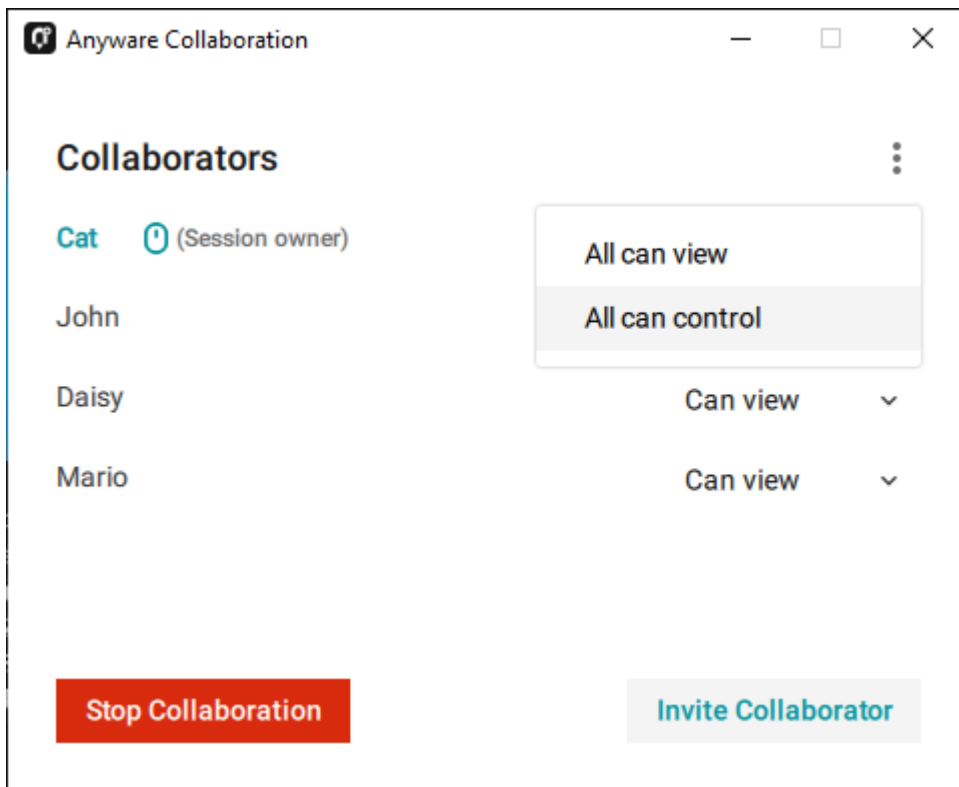 Anyware Collaboration
Collaborators
Cat (Session owner)
All can view
John
All can control
Daisy
Can view
Mario
Can view
Stop Collaboration
Invite Collaborator